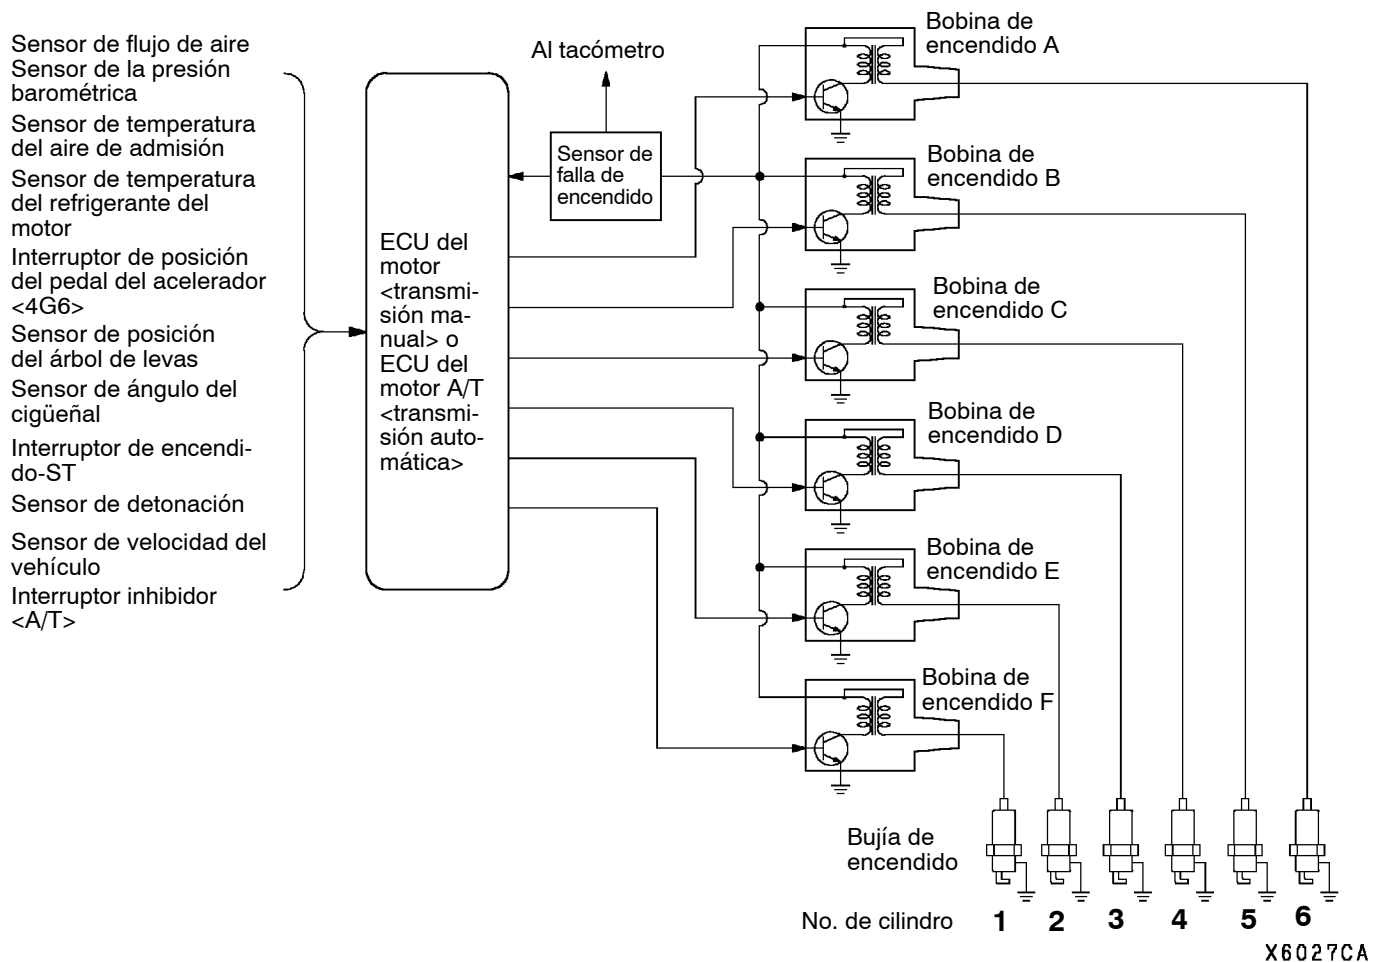 Sensor de flujo de aire
Sensor de la presión
barométrica
Sensor de temperatura
del aire de admisión
Sensor de temperatura
del refrigerante del
motor
Interruptor de posición
del pedal del acelerador
<4G6>
Sensor de posición
del árbol de levas
Sensor de ángulo del
cigüeñal
Interruptor de encendi-
do-ST
Sensor de detonación
Sensor de velocidad del
vehículo
Interruptor inhibidor
<A/T>
ECU del
motor
<transmi-
sión ma-
nual> o
ECU del
motor A/T
<transmi-
sión auto-
mática>
Al tacómetro
Sensor de
falla de
encendido
Bobina de
encendido A
Bobina de
encendido B
Bobina de
encendido C
Bobina de
encendido D
Bobina de
encendido E
Bobina de
encendido F
Bujía de
encendido
No. de cilindro 1 2 3 4 5 6
X6027CA